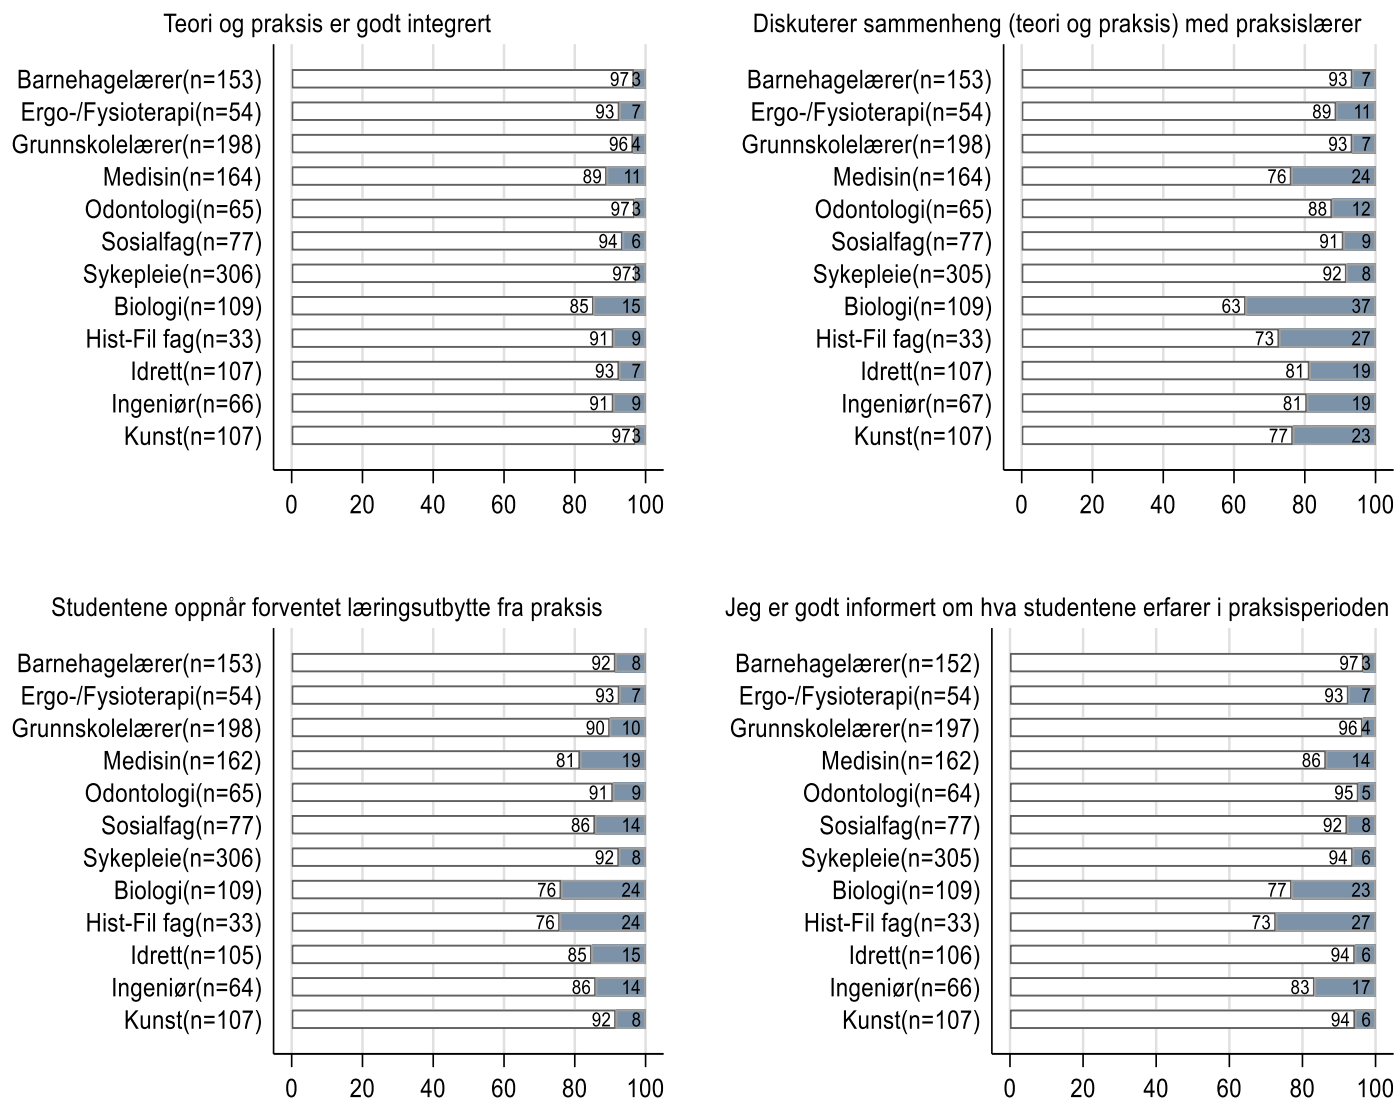 Teori og praksis er godt integrert
Barnehagelærer(n=153) 97 3
Ergo-/Fysioterapi(n=54) 93 7
Grunnskolelærer(n=198) 96 4
Medisin(n=164) 89 11
Odontologi(n=65) 97 3
Sosialfag(n=77) 94 6
Sykepleie(n=306) 97 3
Biologi(n=109) 85 15
Hist-Fil fag(n=33) 91 9
Idrett(n=107) 93 7
Ingeniør(n=66) 91 9
Kunst(n=107) 97 3
0 20 40 60 80 100
Diskuterer sammenheng (teori og praksis) med praksislærer
Barnehagelærer(n=153) 93 7
Ergo-/Fysioterapi(n=54) 89 11
Grunnskolelærer(n=198) 93 7
Medisin(n=164) 76 24
Odontologi(n=65) 88 12
Sosialfag(n=77) 91 9
Sykepleie(n=305) 92 8
Biologi(n=109) 63 37
Hist-Fil fag(n=33) 73 27
Idrett(n=107) 81 19
Ingeniør(n=67) 81 19
Kunst(n=107) 77 23
0 20 40 60 80 100
Studentene oppnår forventet læringsutbytte fra praksis
Barnehagelærer(n=153) 92 8
Ergo-/Fysioterapi(n=54) 93 7
Grunnskolelærer(n=198) 90 10
Medisin(n=162) 81 19
Odontologi(n=65) 91 9
Sosialfag(n=77) 86 14
Sykepleie(n=306) 92 8
Biologi(n=109) 76 24
Hist-Fil fag(n=33) 76 24
Idrett(n=105) 85 15
Ingeniør(n=64) 86 14
Kunst(n=107) 92 8
0 20 40 60 80 100
Jeg er godt informert om hva studentene erfarer i praksisperioden
Barnehagelærer(n=152) 97 3
Ergo-/Fysioterapi(n=54) 93 7
Grunnskolelærer(n=197) 96 4
Medisin(n=162) 86 14
Odontologi(n=64) 95 5
Sosialfag(n=77) 92 8
Sykepleie(n=305) 94 6
Biologi(n=109) 77 23
Hist-Fil fag(n=33) 73 27
Idrett(n=106) 94 6
Ingeniør(n=66) 83 17
Kunst(n=107) 94 6
0 20 40 60 80 100